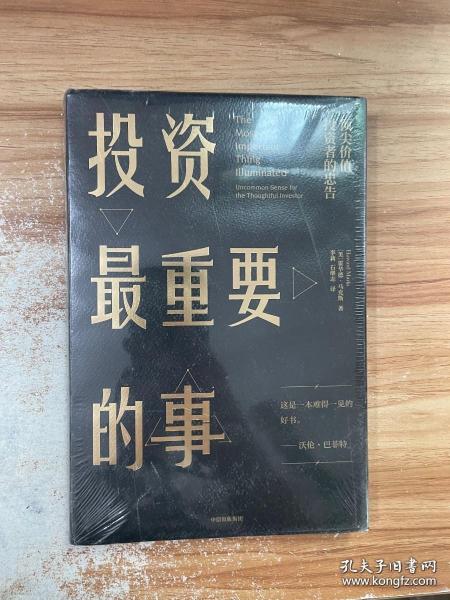 投资
最重要
的事
The
Most
Important
Thing
Illuminated
Uncommon Sense for
the Thoughtful Investor
顶尖价值
投资者的忠告
[美] 霍华德·马克斯 著
Howard Marks
李莉 石继志 译
这是一本难得一见的
好书。
——沃伦·巴菲特
中信出版集团
孔夫子旧书网
www.kongfz.com